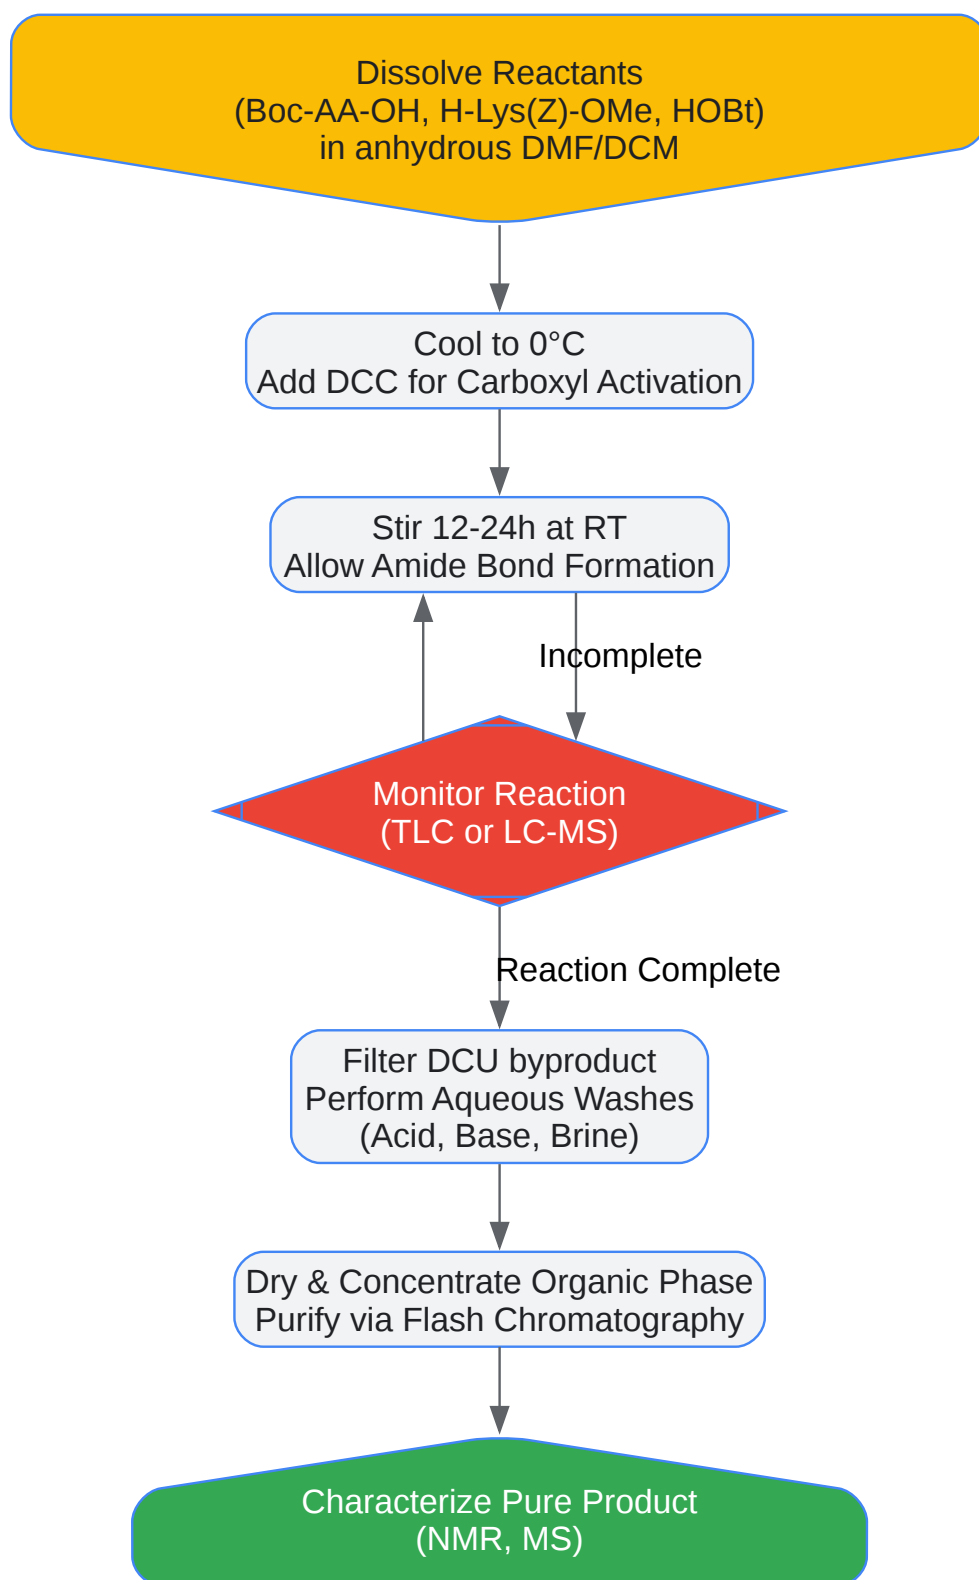 Dissolve Reactants
(Boc-AA-OH, H-Lys(Z)-OMe, HOBt)
in anhydrous DMF/DCM
Cool to 0°C
Add DCC for Carboxyl Activation
Stir 12-24h at RT
Allow Amide Bond Formation
Incomplete
Monitor Reaction
(TLC or LC-MS)
Reaction Complete
Filter DCU byproduct
Perform Aqueous Washes
(Acid, Base, Brine)
Dry & Concentrate Organic Phase
Purify via Flash Chromatography
Characterize Pure Product
(NMR, MS)